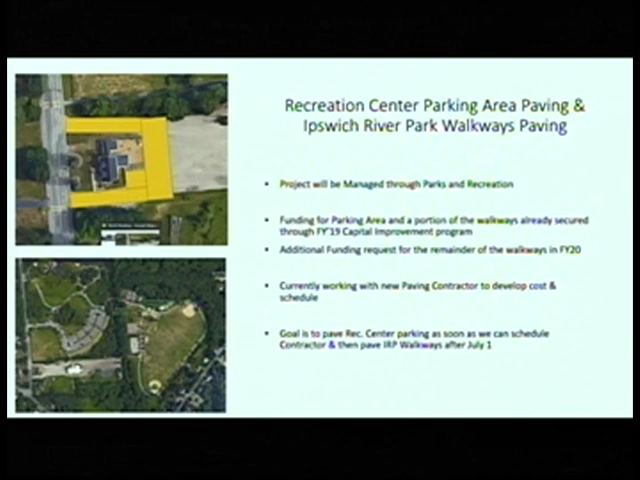 Recreation Center Parking Area Paving &
Ipswich River Park Walkways Paving
• Project will be Managed through Parks and Recreation
• Funding for Parking Area and a portion of the walkways already secured
through FY'19 Capital Improvement program
• Additional Funding request for the remainder of the walkways in FY20
• Currently working with new Paving Contractor to develop cost &
schedule
• Goal is to pave Rec. Center parking as soon as we can schedule
Contractor & then pave IRP Walkways after July 1